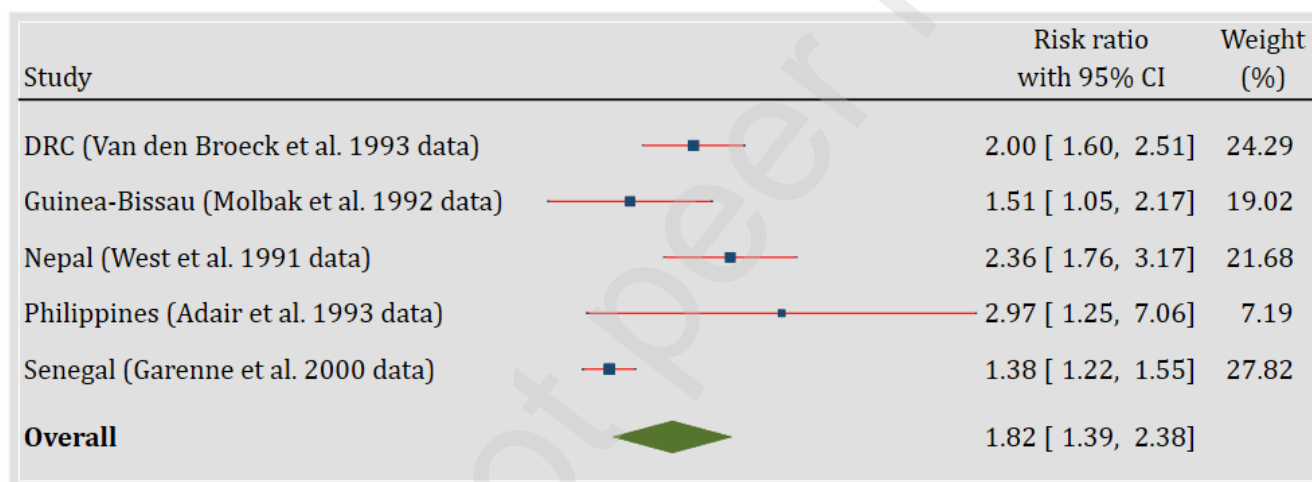 Study Risk ratio with 95% CI Weight (%)
DRC (Van den Broeck et al. 1993 data) 2.00 [ 1.60, 2.51] 24.29
Guinea-Bissau (Molbak et al. 1992 data) 1.51 [ 1.05, 2.17] 19.02
Nepal (West et al. 1991 data) 2.36 [ 1.76, 3.17] 21.68
Philippines (Adair et al. 1993 data) 2.97 [ 1.25, 7.06] 7.19
Senegal (Garenne et al. 2000 data) 1.38 [ 1.22, 1.55] 27.82
Overall 1.82 [ 1.39, 2.38]
ot peer